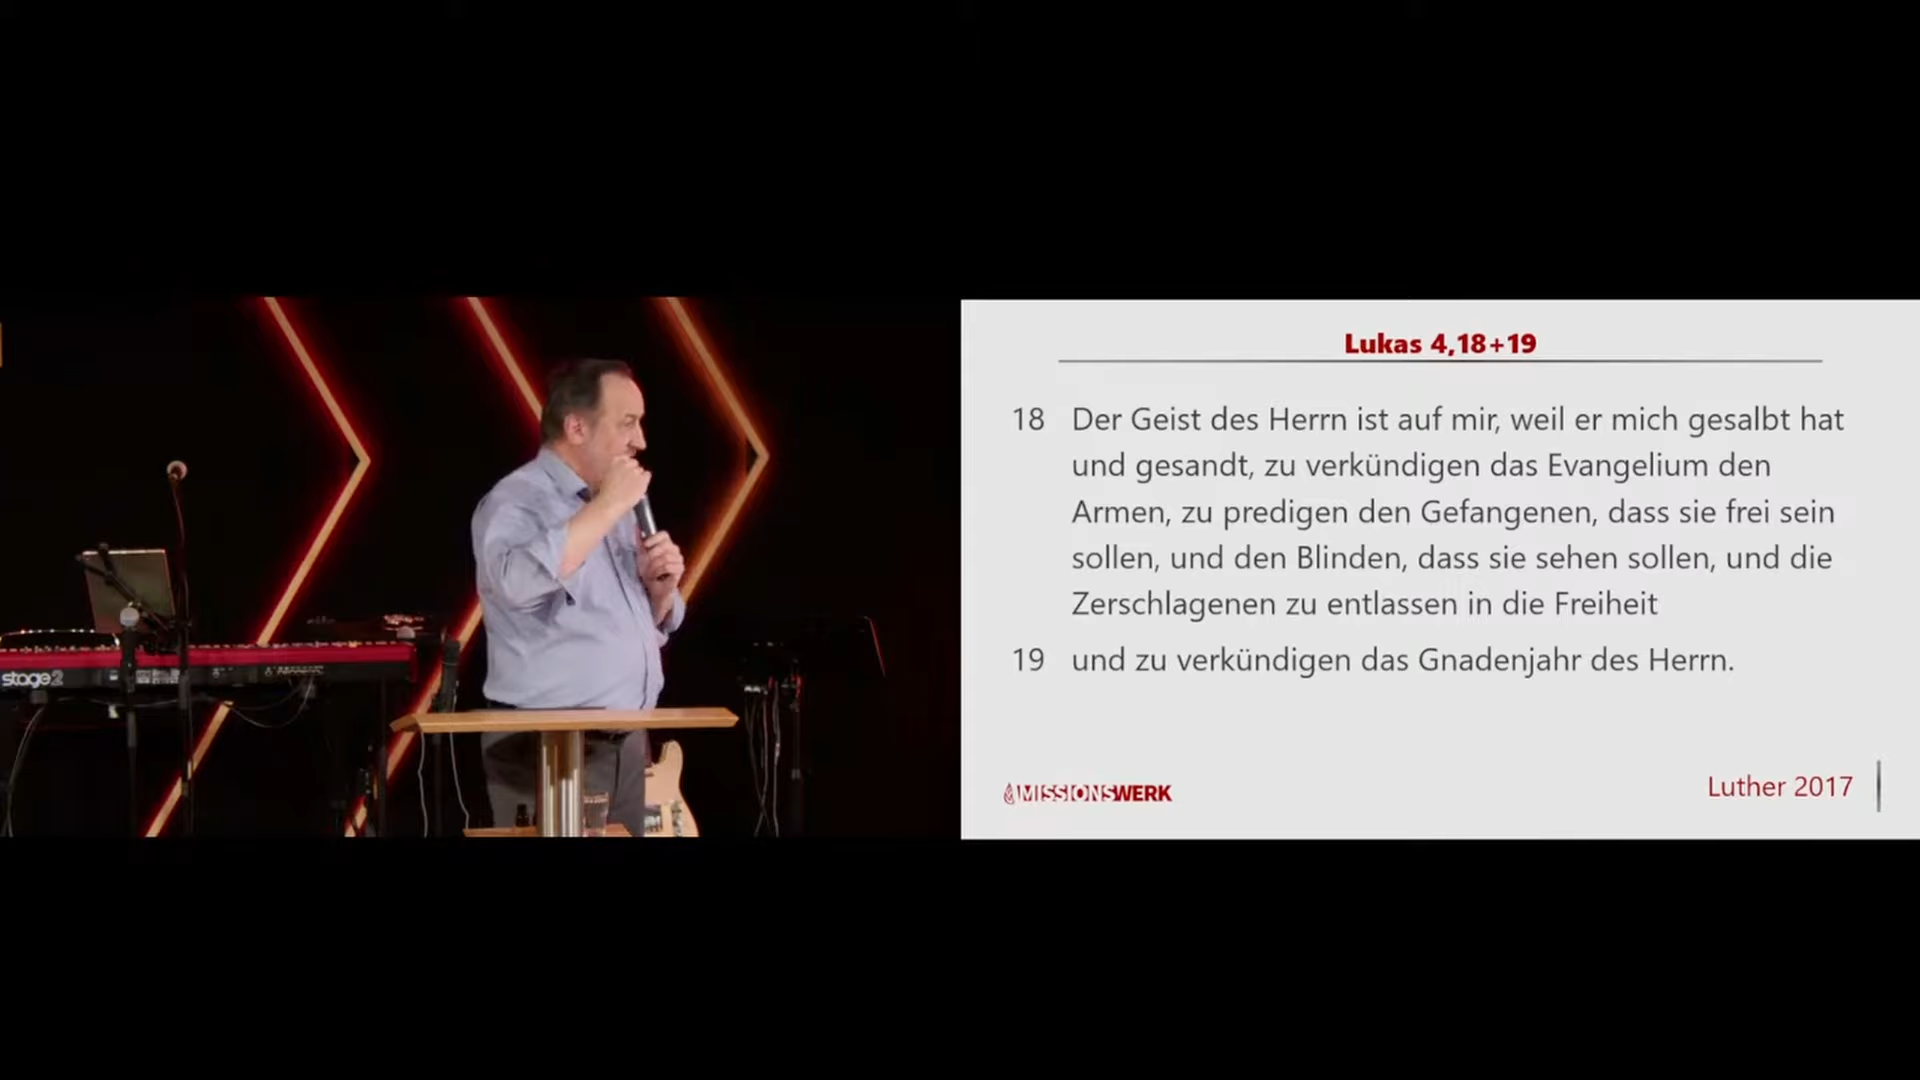 stage2
Lukas 4,18+19
18 Der Geist des Herrn ist auf mir, weil er mich gesalbt hat
und gesandt, zu verkündigen das Evangelium den
Armen, zu predigen den Gefangenen, dass sie frei sein
sollen, und den Blinden, dass sie sehen sollen, und die
Zerschlagenen zu entlassen in die Freiheit
19 und zu verkündigen das Gnadenjahr des Herrn.
MISSIONSWERK
Luther 2017